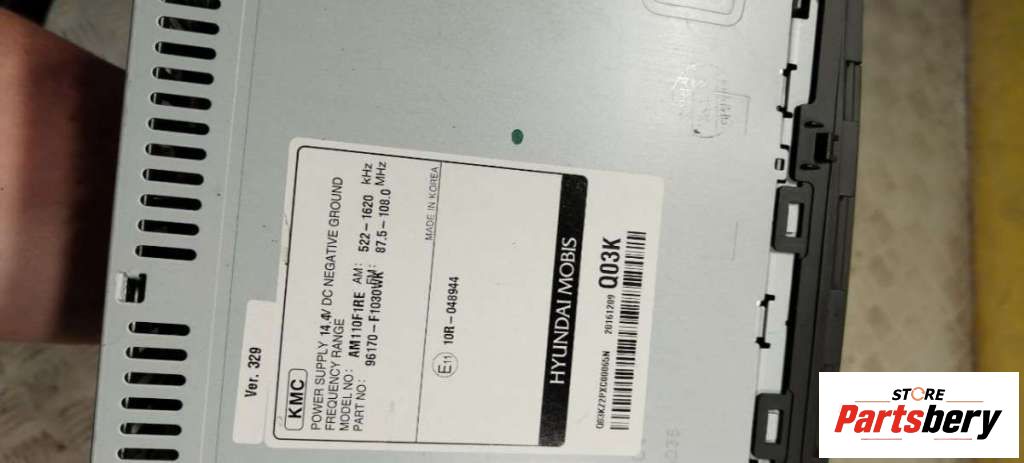 Ver. 329
KMC
POWER SUPPLY 14.4V DC NEGATIVE GROUND
FREQUENCY RANGE AM: 522-1620 kHz
FM: 87.5-108.0 MHz
MODEL NO: AM110F1RE
PART NO: 96170-F1030WK
MADE IN KOREA
E11 10R-048944
HYUNDAI MOBIS
Q03KZ2PXC00065N 20161209 Q03K
STORE
Partsbery